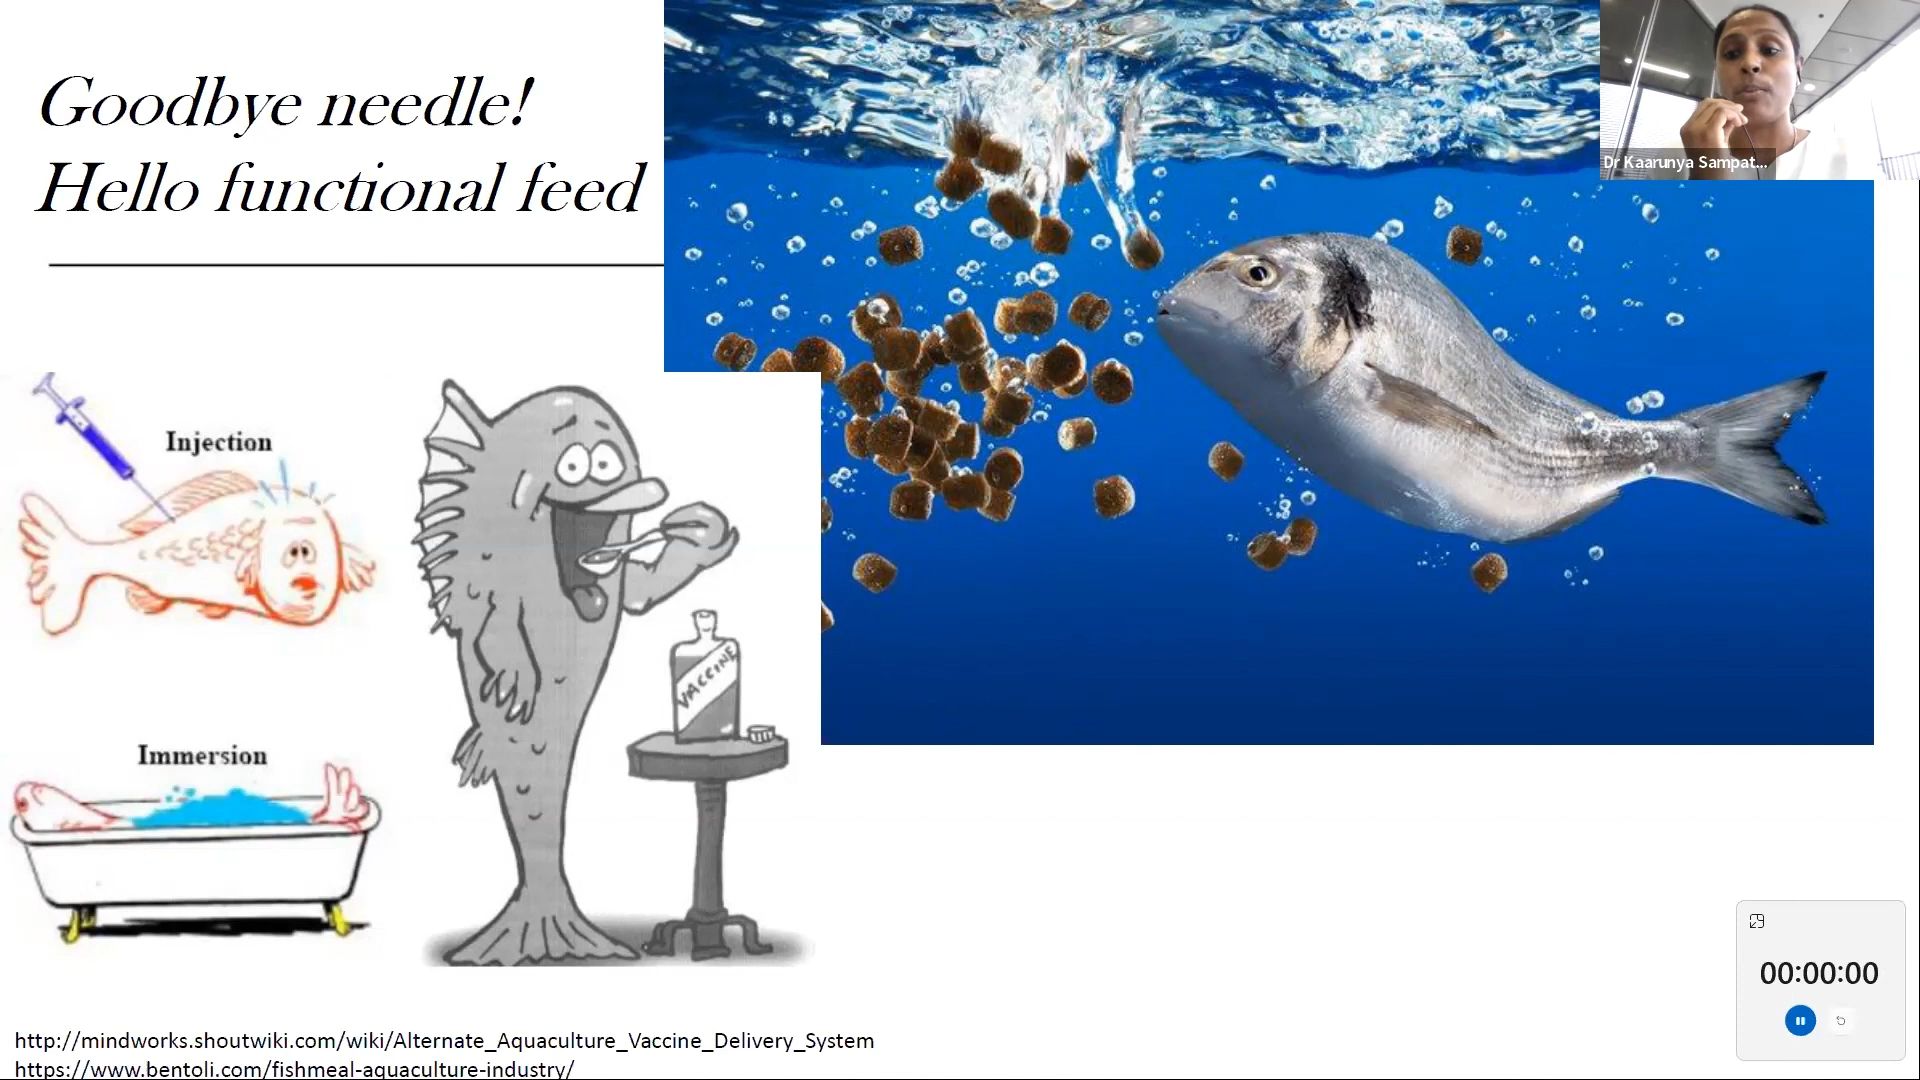 Goodbye needle!
Hello functional feed
Dr Kaarunya Sampat...
Injection
VACCINE
Immersion
00:00:00
http://mindworks.shoutwiki.com/wiki/Alternate_Aquaculture_Vaccine_Delivery_System
https://www.bentoli.com/fishmeal-aquaculture-industry/